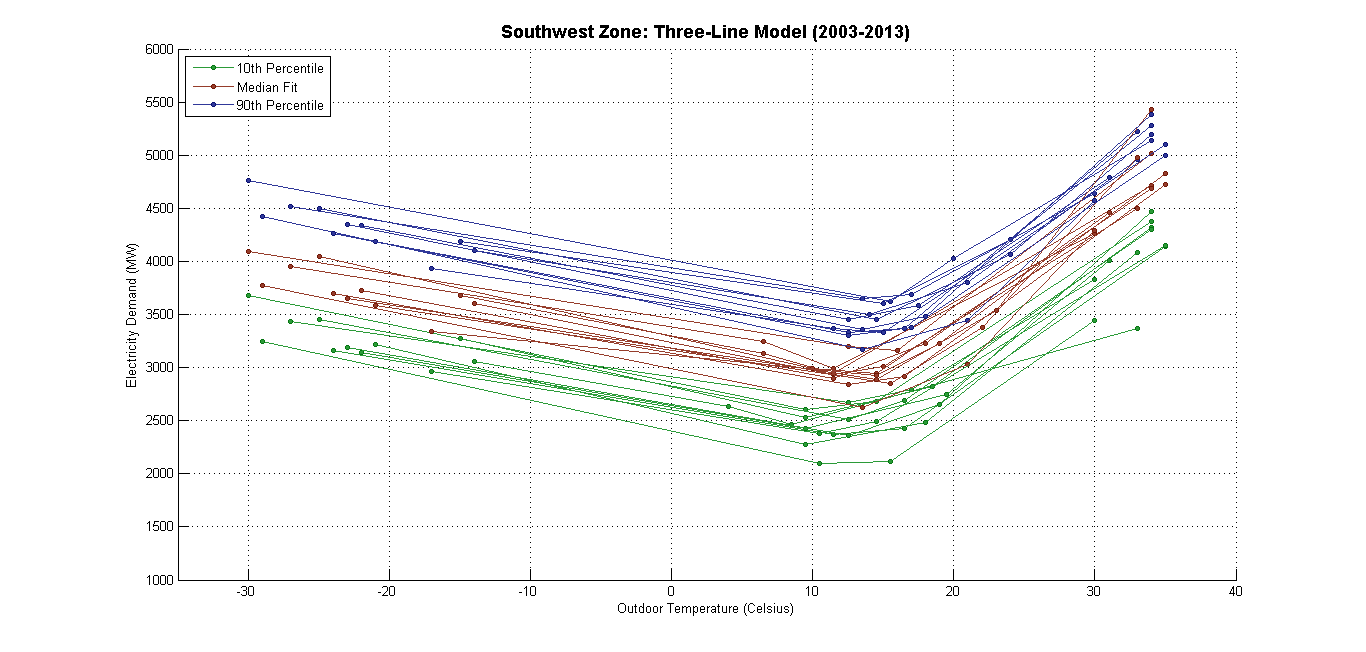 Southwest Zone: Three-Line Model (2003-2013)
10th Percentile
Median Fit
90th Percentile
Electricity Demand (MW)
6000
5500
5000
4500
4000
3500
3000
2500
2000
1500
1000
-30 -20 -10 0 10 20 30 40
Outdoor Temperature (Celsius)